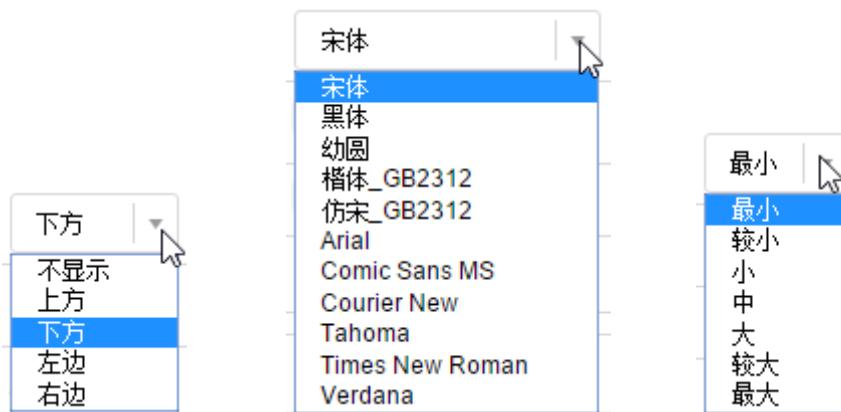 下方
不显示
上方
下方
左边
右边
宋体
宋体
黑体
幼圆
楷体_GB2312
仿宋_GB2312
Arial
Comic Sans MS
Courier New
Tahoma
Times New Roman
Verdana
最小
最小
较小
小
中
大
较大
最大